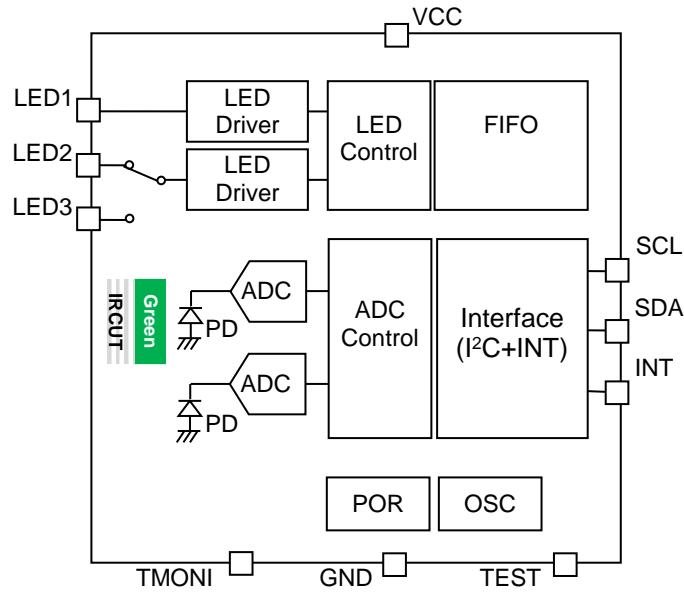 VCC
LED1
LED
Driver
LED
Control
FIFO
LED2
LED
Driver
LED3
SCL
IRCUT
Green
ADC
PD
ADC
Control
Interface
(I²C+INT)
SDA
INT
ADC
PD
POR
OSC
TMONI
GND
TEST